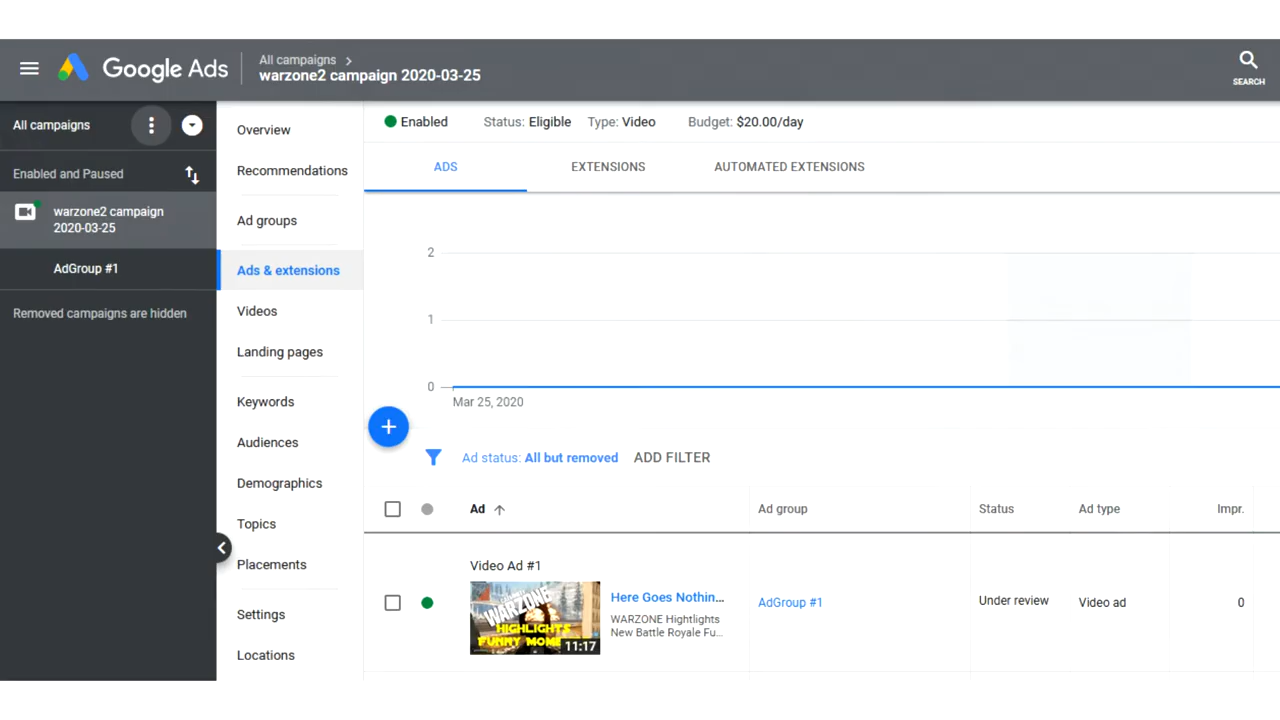 Google Ads
All campaigns
warzone2 campaign 2020-03-25
SEARCH
All campaigns
Enabled and Paused
warzone2 campaign
2020-03-25
AdGroup #1
Removed campaigns are hidden
Overview
Recommendations
Ad groups
Ads & extensions
Videos
Landing pages
Keywords
Audiences
Demographics
Topics
Placements
Settings
Locations
Enabled Status: Eligible Type: Video Budget: $20.00/day
ADS EXTENSIONS AUTOMATED EXTENSIONS
2
1
0
Mar 25, 2020
Ad status: All but removed ADD FILTER
Ad Ad group Status Ad type Impr.
Video Ad #1
WARZONE
HIGHLIGHTS
FUNNY MOME
11:17
Here Goes Nothin...
WARZONE Hightlights
New Battle Royale Fu...
AdGroup #1 Under review Video ad 0